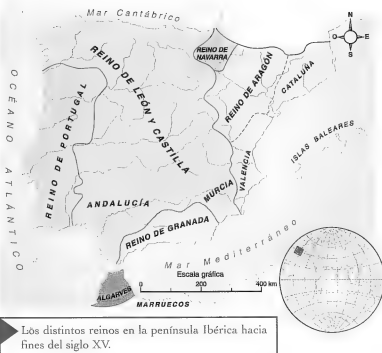 Mar Cantábrico
N
O
E
S
REINO DE
NAVARRA
REINO DE LEÓN Y CASTILLA
REINO DE ARAGÓN
CATALUÑA
OCÉANO ATLÁNTICO
REINO DE PORTUGAL
ISLAS BALEARES
VALENCIA
MURCIA
ANDALUCÍA
REINO DE GRANADA
Mar Mediterráneo
Escala gráfica
0 200 400 km
ALGARVES
MARRUECOS
Los distintos reinos en la península Ibérica hacia
fines del siglo XV.